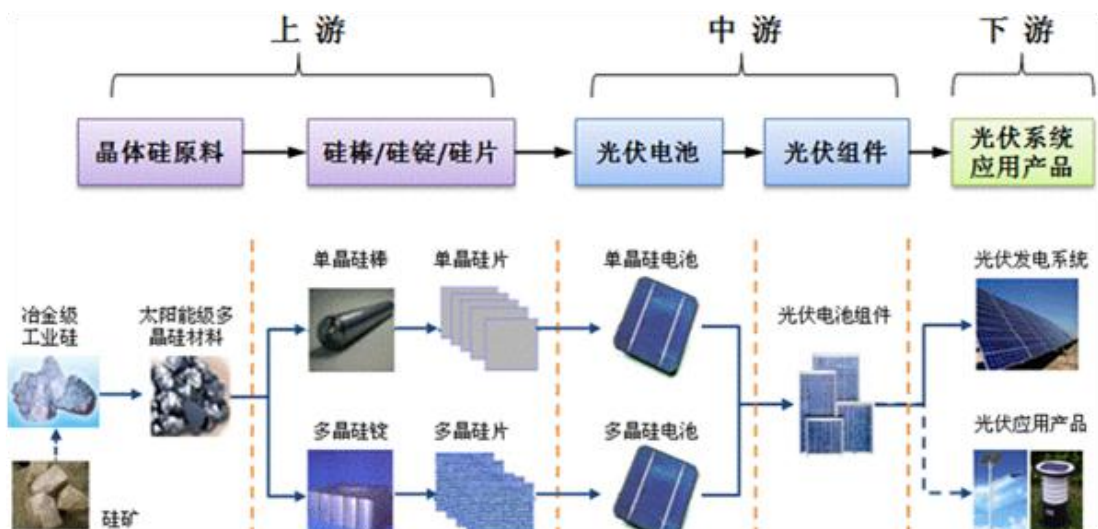 上 游
中 游
下 游
晶体硅原料
硅棒/硅锭/硅片
光伏电池
光伏组件
光伏系统
应用产品
单晶硅棒
单晶硅片
单晶硅电池
光伏发电系统
冶金级
工业硅
太阳能级多
晶硅材料
光伏电池组件
多晶硅锭
多晶硅片
多晶硅电池
光伏应用产品
硅矿